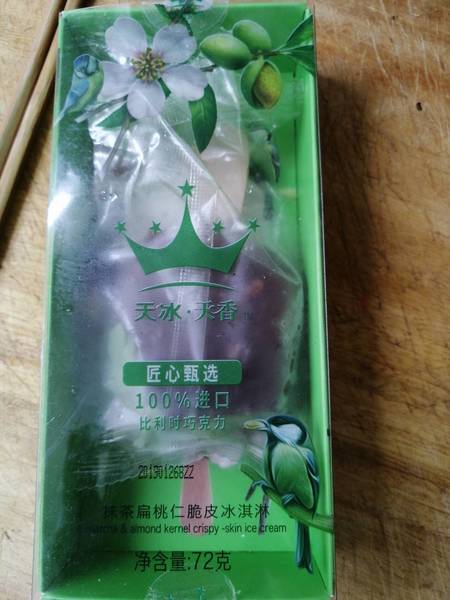 天冰·天香
匠心甄选
100%进口
比利时巧克力
20190126BZZ
抹茶扁桃仁脆皮冰淇淋
matcha & almond kernel crispy -skin ice cream
净含量:72克